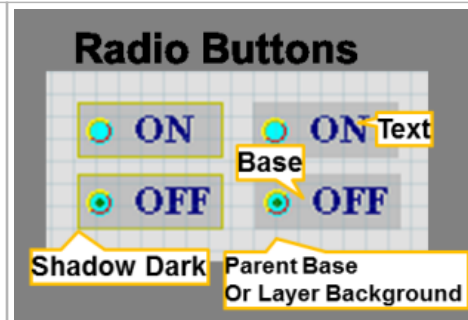 Radio Buttons
ON ON
Text
Base
OFF OFF
Shadow Dark
Parent Base
Or Layer Background